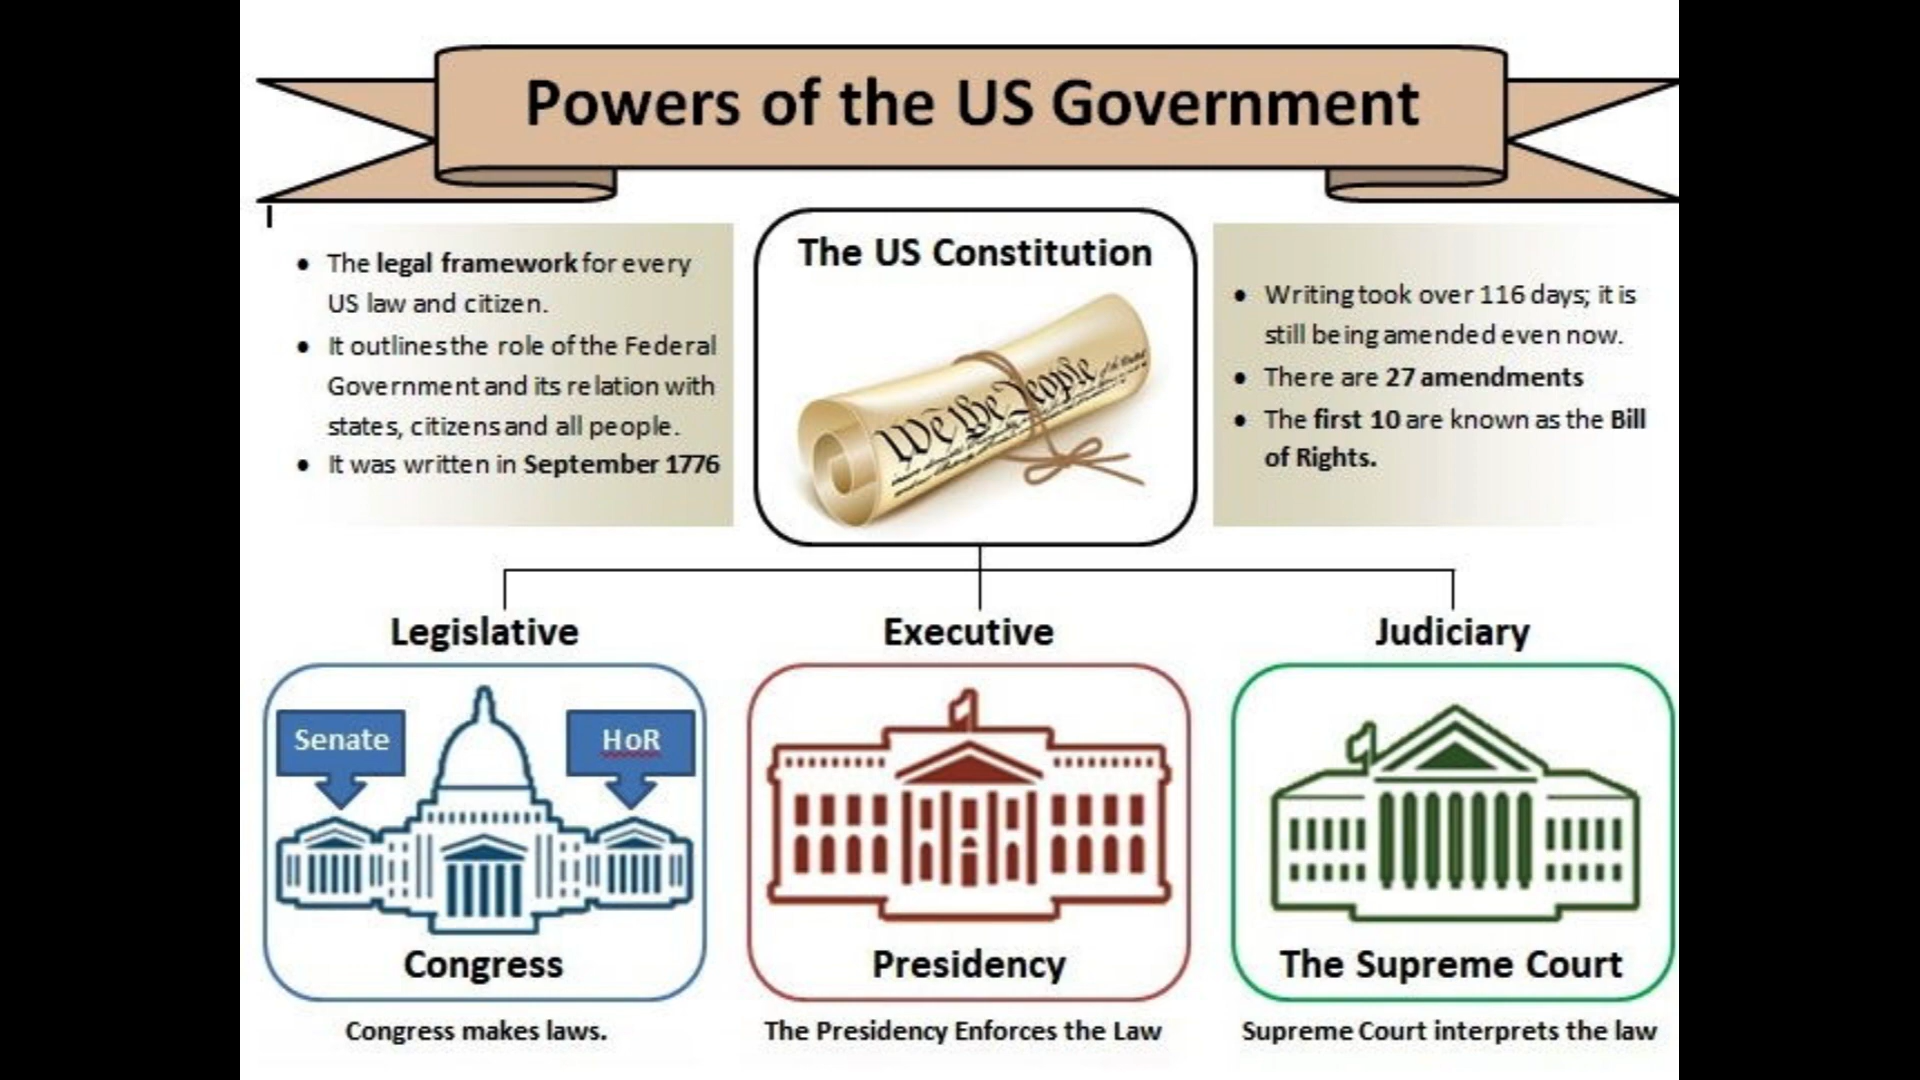 Powers of the US Government
• The legal framework for every
US law and citizen.
• It outlines the role of the Federal
Government and its relation with
states, citizens and all people.
• It was written in September 1776
The US Constitution
We the People of the United
• Writing took over 116 days; it is
still being amended even now.
• There are 27 amendments
• The first 10 are known as the Bill
of Rights.
Legislative
Executive
Judiciary
Senate
HoR
Congress
Presidency
The Supreme Court
Congress makes laws.
The Presidency Enforces the Law
Supreme Court interprets the law